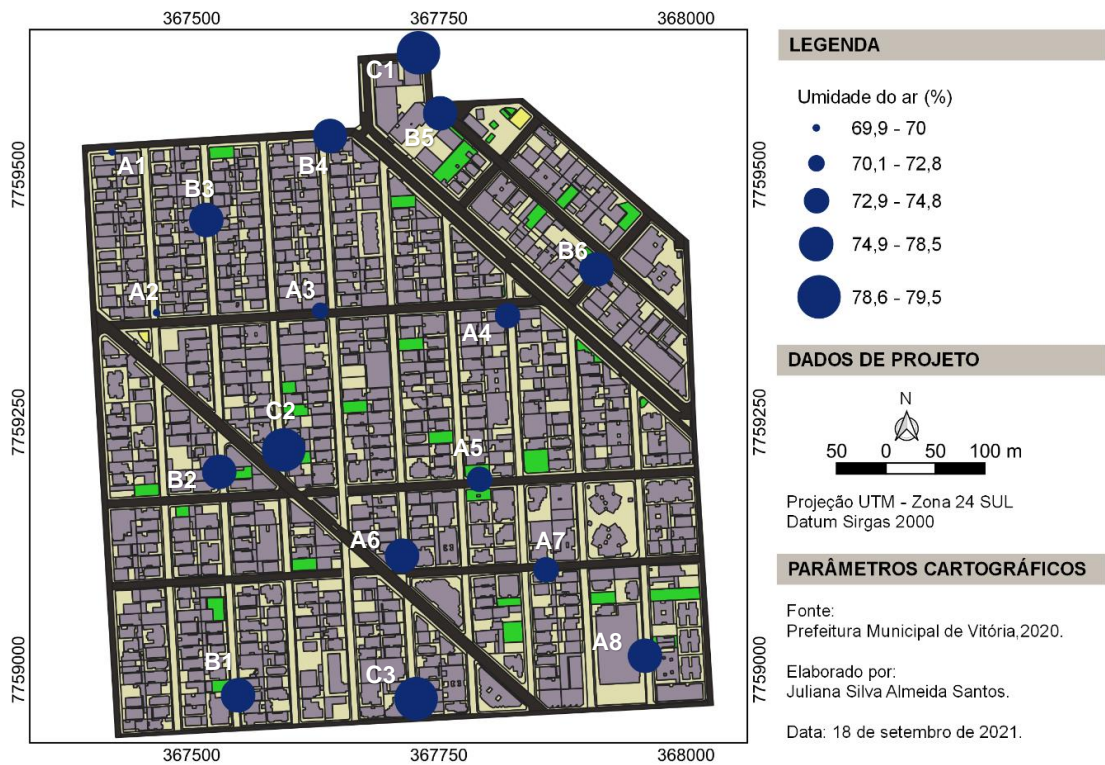 367500 367750 368000
7759500
7759250
7759000
C1
B5
B4
A1
B3
B6
A2
A3
A4
C2
A5
B2
A6
A7
A8
B1
C3
7759500
7759250
7759000
367500 367750 368000
LEGENDA
Umidade do ar (%)
69,9 - 70
70,1 - 72,8
72,9 - 74,8
74,9 - 78,5
78,6 - 79,5
DADOS DE PROJETO
N
50 0 50 100 m
Projeção UTM - Zona 24 SUL
Datum Sirgas 2000
PARÂMETROS CARTOGRÁFICOS
Fonte:
Prefeitura Municipal de Vitória,2020.
Elaborado por:
Juliana Silva Almeida Santos.
Data: 18 de setembro de 2021.